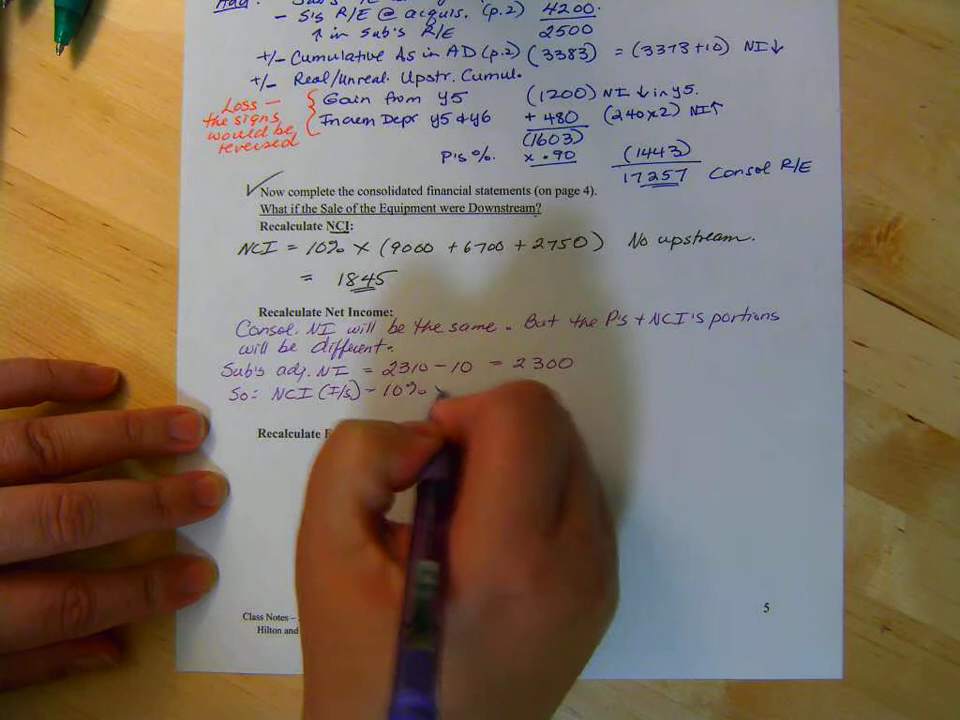 Add:
- S's R/E @ acquis. (p.2) 4200
↑ in Sub's R/E 2500
+/- Cumulative Δs in AD (p.2) (3383) = (3373+10) NI↓
+/- Real/Unreal. Upstr. Cumul.
Loss – the signs would be reversed
Gain from y5 (1200) NI ↓ in y5.
Increm Depr y5 & y6 + 480 (240x2) NI↑
(1603)
P's %. x .90 (1443)
17257 Consol R/E
Now complete the consolidated financial statements (on page 4).
What if the Sale of the Equipment were Downstream?
Recalculate NCI:
NCI = 10% x (9000 + 6700 + 2750) No upstream.
= 1845
Recalculate Net Income:
Consol. NI will be the same. But the P's + NCI's portions
will be different.
Sub's adj. NI = 2310 - 10 = 2300
So: NCI (I/S) = 10%
Recalculate
5
Class Notes –
Hilton and